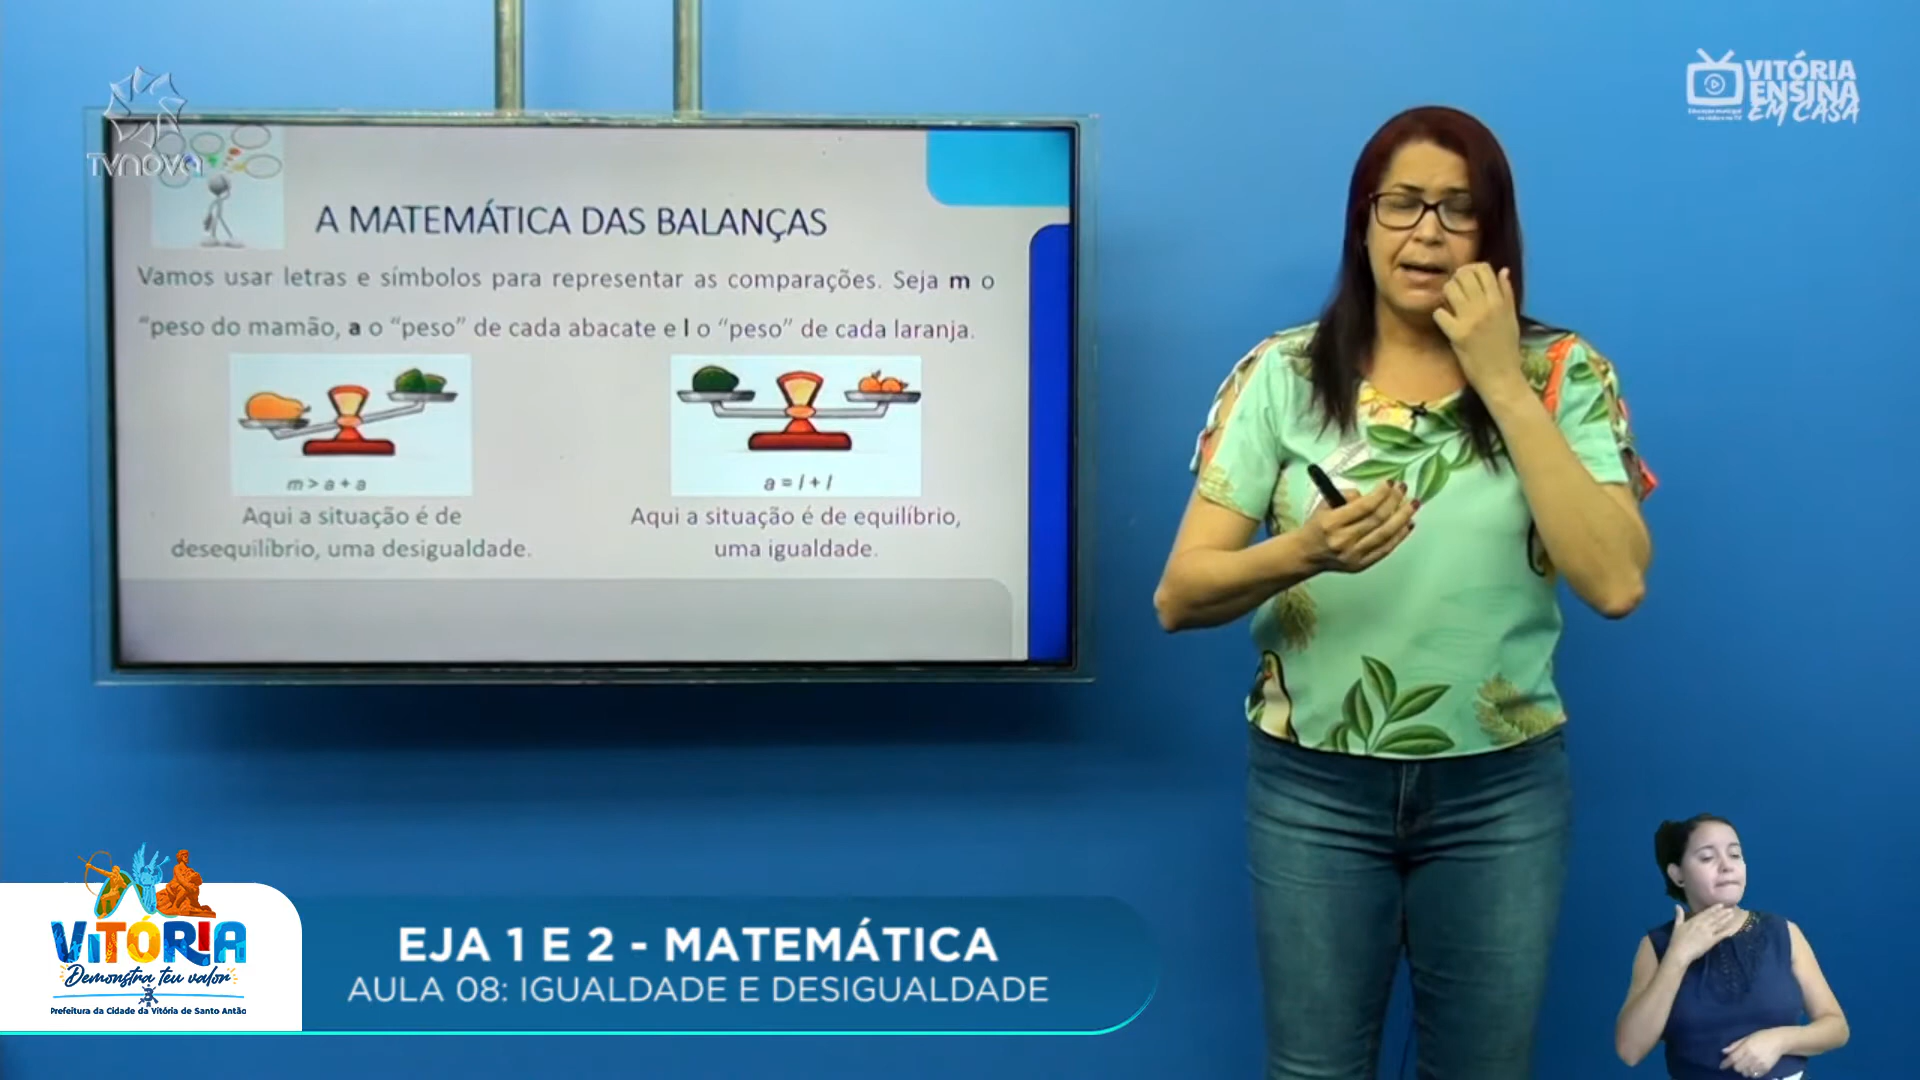 TVNOVA
VITÓRIA
ENSINA
EM CASA
A MATEMÁTICA DAS BALANÇAS
Vamos usar letras e símbolos para representar as comparações. Seja m o
“peso do mamão, a o “peso” de cada abacate e l o “peso” de cada laranja.
m > a + a
a = l + l
Aqui a situação é de
desequilíbrio, uma desigualdade.
Aqui a situação é de equilíbrio,
uma igualdade.
VITÓRIA
Demonstra teu valor
Prefeitura da Cidade da Vitória de Santo Antão
EJA 1 E 2 - MATEMÁTICA
AULA 08: IGUALDADE E DESIGUALDADE